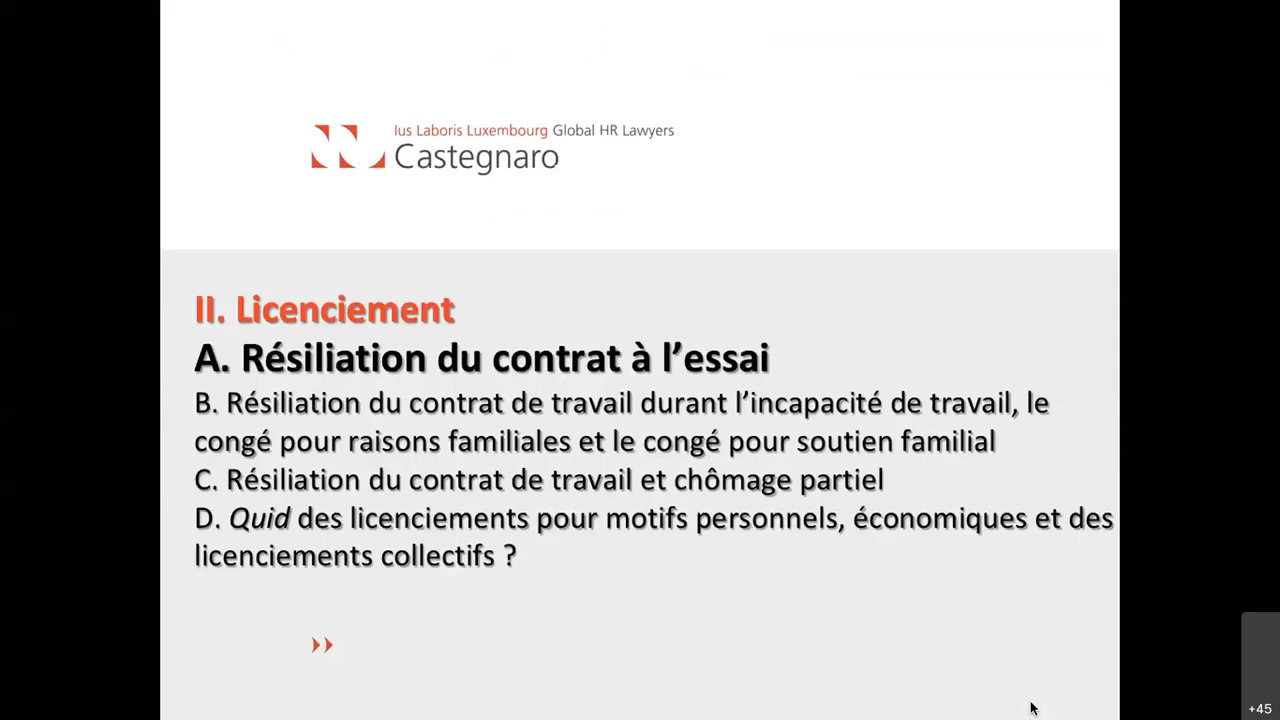 Ius Laboris Luxembourg Global HR Lawyers
Castegnaro
II. Licenciement
A. Résiliation du contrat à l’essai
B. Résiliation du contrat de travail durant l’incapacité de travail, le
congé pour raisons familiales et le congé pour soutien familial
C. Résiliation du contrat de travail et chômage partiel
D. Quid des licenciements pour motifs personnels, économiques et des
licenciements collectifs ?
+45